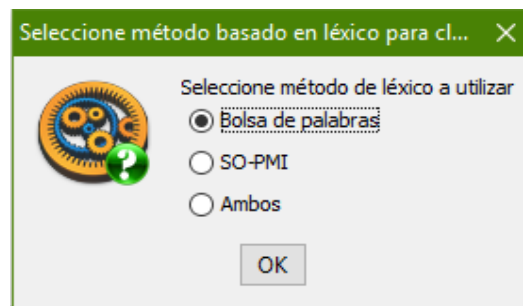 Seleccione método basado en léxico para cl...
Seleccione método de léxico a utilizar
Bolsa de palabras
SO-PMI
Ambos
OK